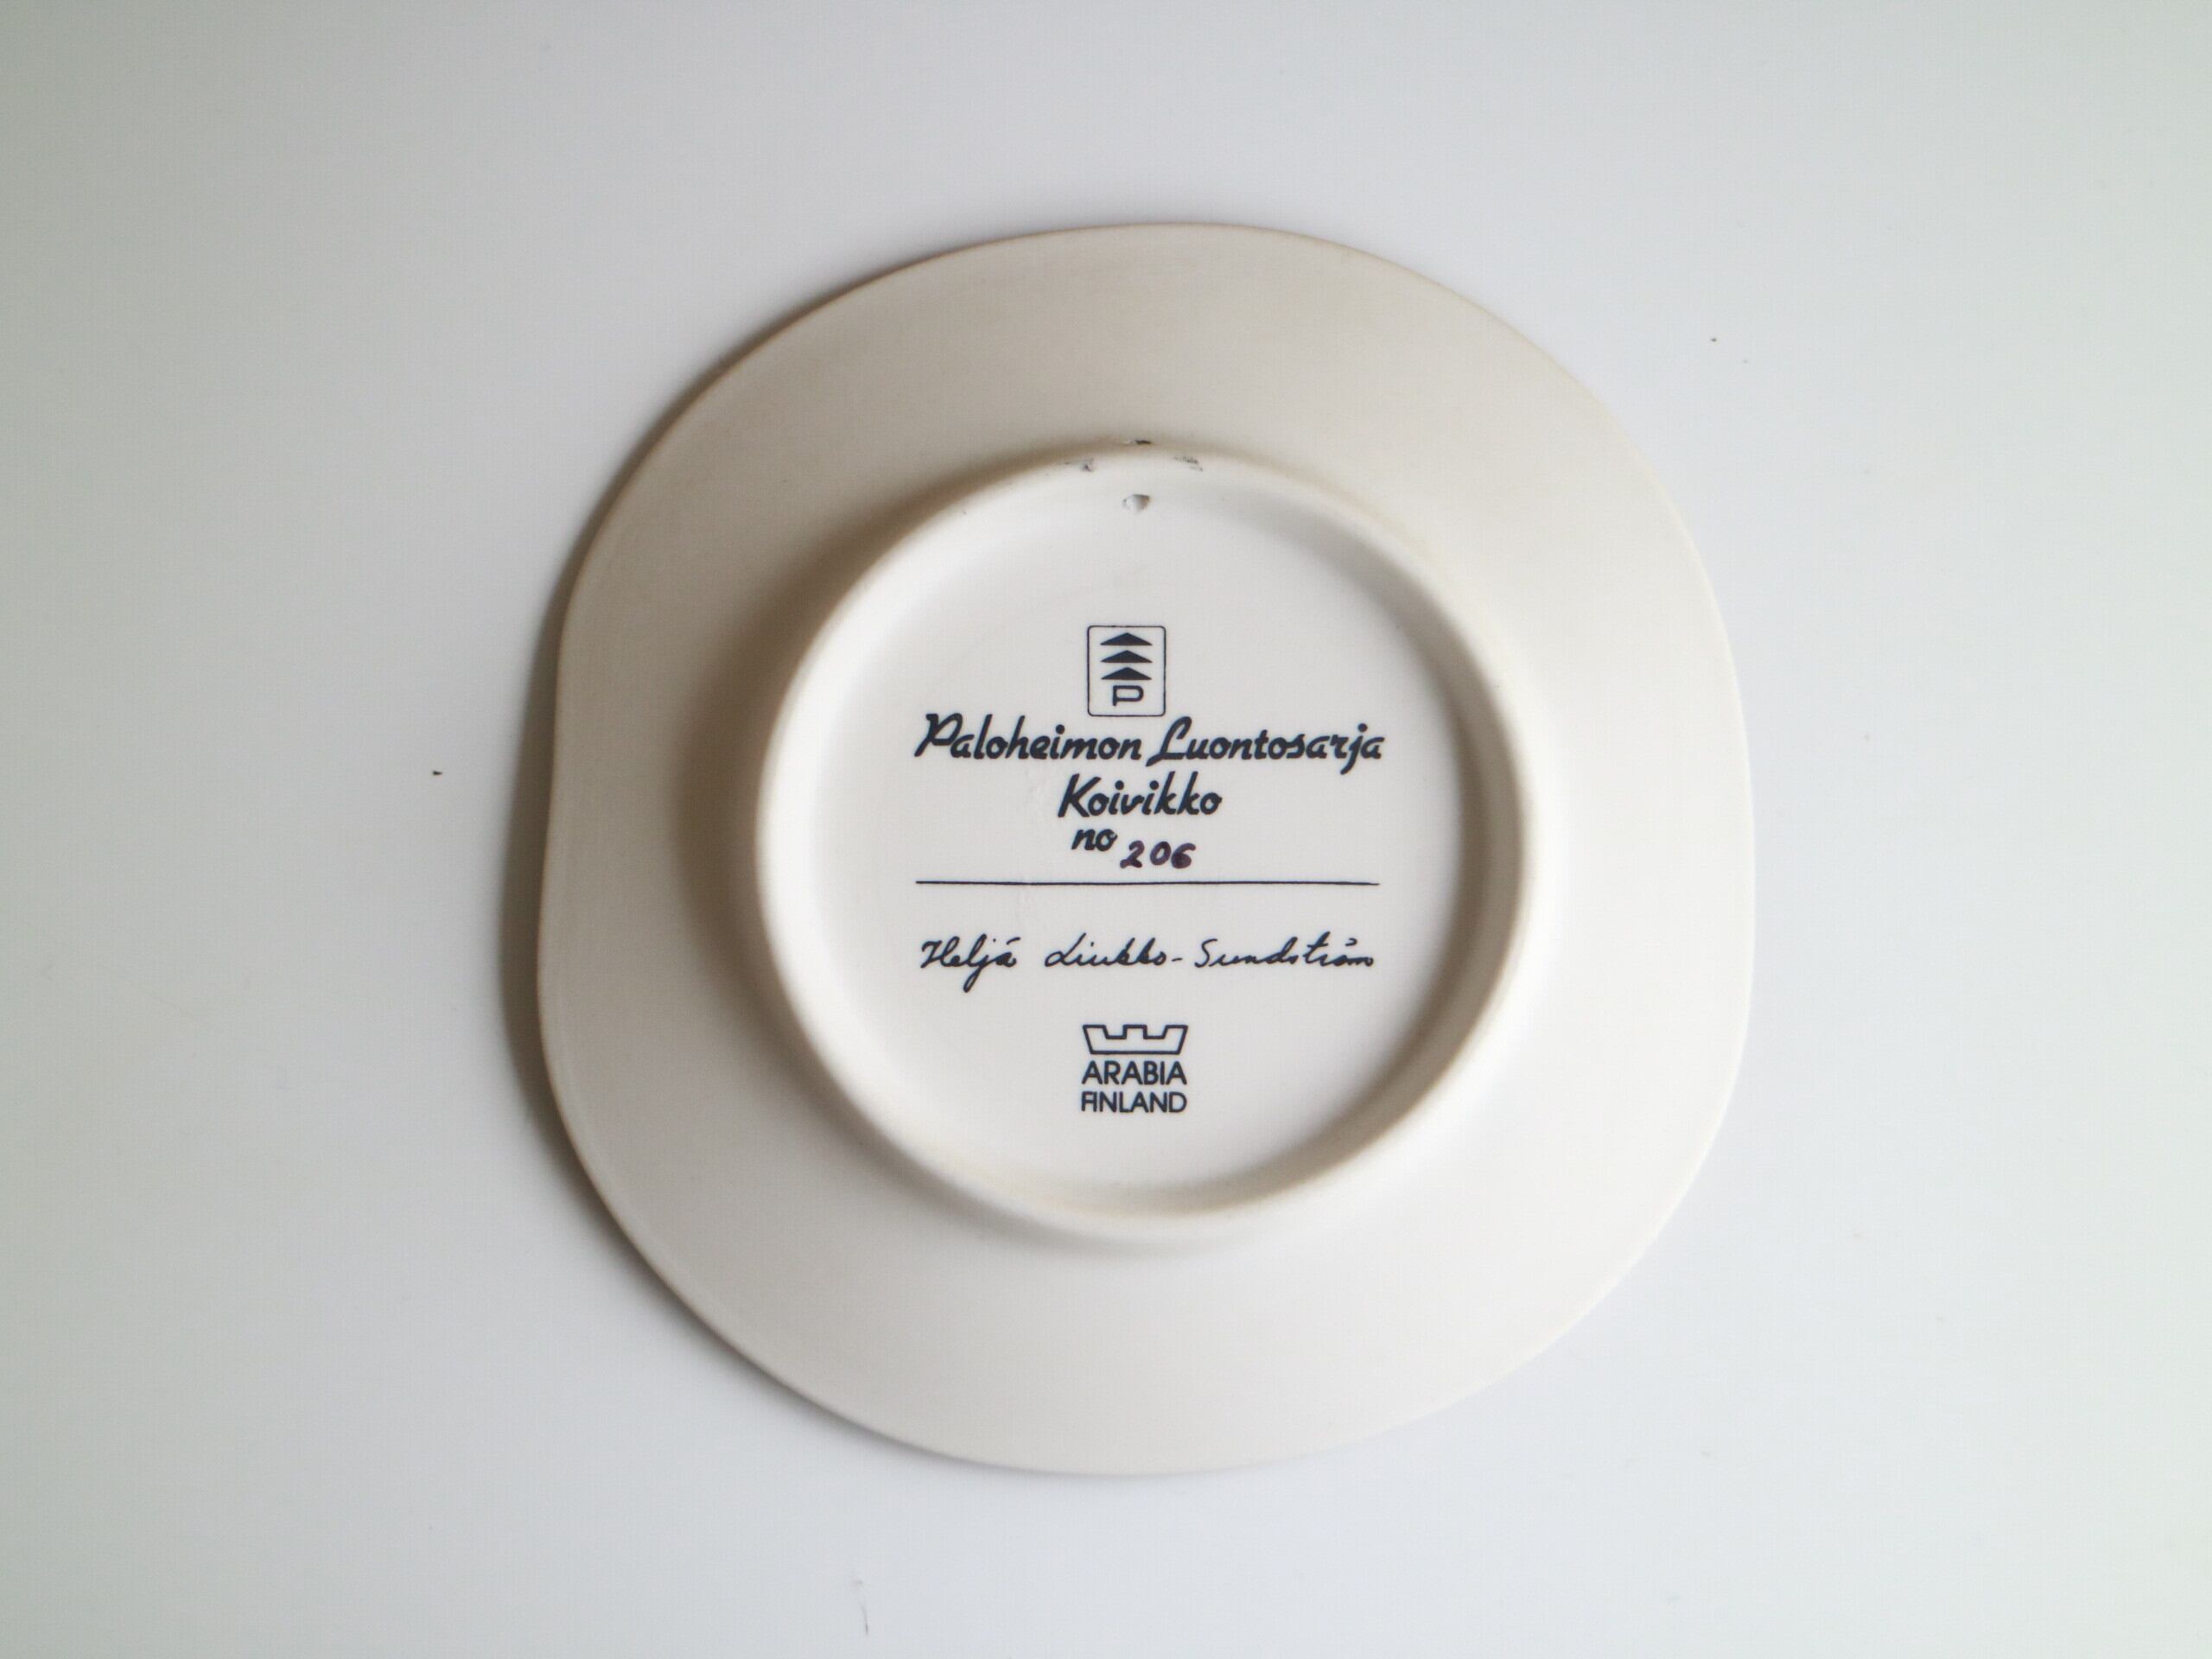 P
Paloheimon Luontosarja
Koivikko
no 206
Heljä Liukko-Sundström
ARABIA
FINLAND